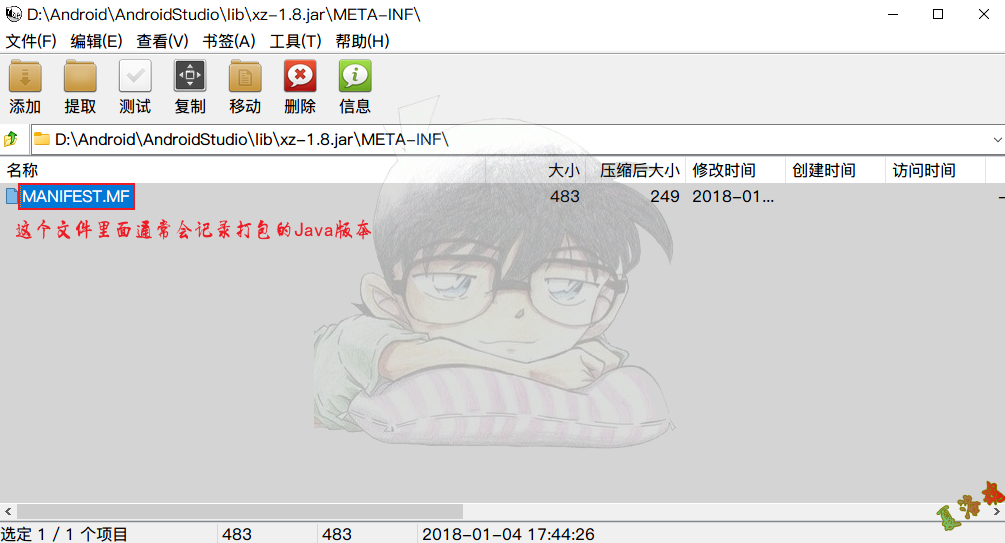 D:\Android\AndroidStudio\lib\xz-1.8.jar\META-INF\
文件(F) 编辑(E) 查看(V) 书签(A) 工具(T) 帮助(H)
添加 提取 测试 复制 移动 删除 信息
D:\Android\AndroidStudio\lib\xz-1.8.jar\META-INF\
名称 大小 压缩后大小 修改时间 创建时间 访问时间
MANIFEST.MF 483 249 2018-01... -
这个文件里面通常会记录打包的Java版本
选定 1 / 1 个项目 483 483 2018-01-04 17:44:26